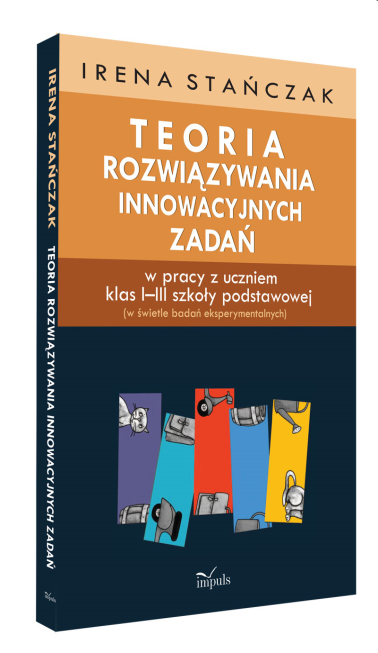 IRENA STAŃCZAK
TEORIA
ROZWIĄZYWANIA
INNOWACYJNYCH
ZADAŃ
w pracy z uczniem
klas I–III szkoły podstawowej
(w świetle badań eksperymentalnych)
impuls
IRENA STAŃCZAK TEORIA ROZWIĄZYWANIA INNOWACYJNYCH ZADAŃ
impuls